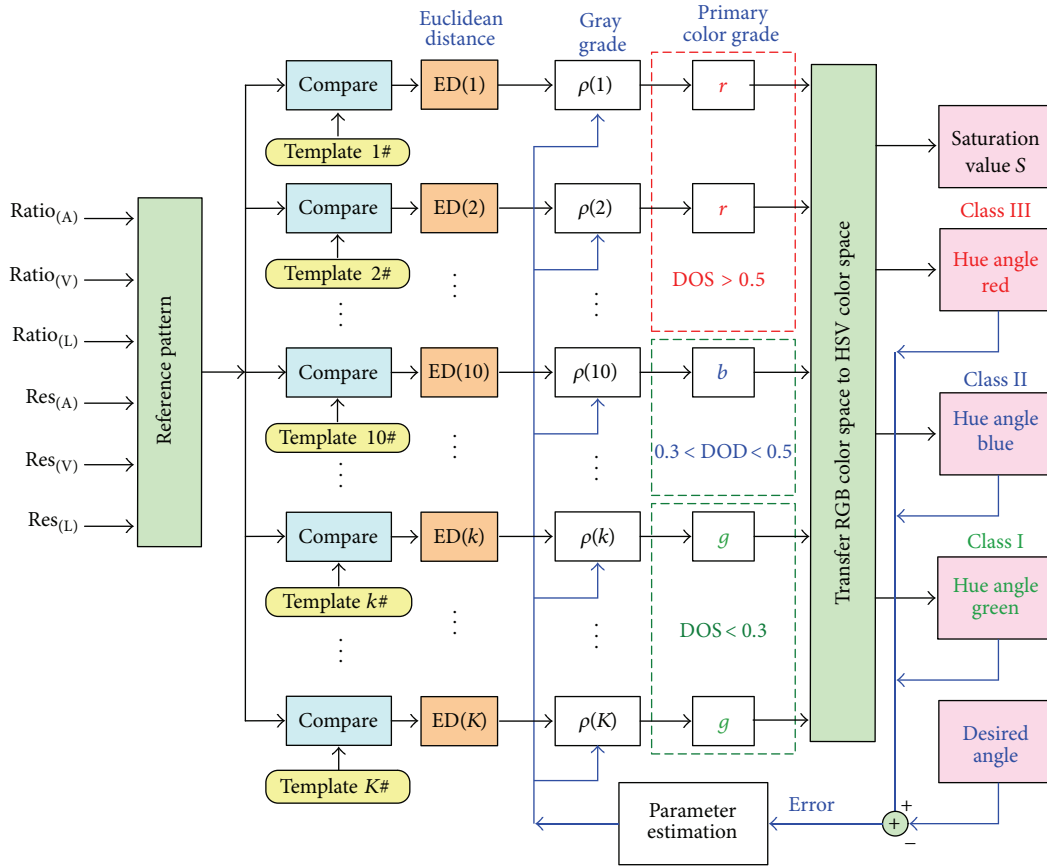 Euclidean
distance
Gray
grade
Primary
color grade
Ratio(A)
Ratio(V)
Ratio(L)
Res(A)
Res(V)
Res(L)
Reference pattern
Compare
ED(1)
ρ(1)
r
Template 1#
Compare
ED(2)
ρ(2)
r
Template 2#
DOS > 0.5
Compare
ED(10)
ρ(10)
b
Template 10#
0.3 < DOD < 0.5
Compare
ED(k)
ρ(k)
g
Template k#
DOS < 0.3
Compare
ED(K)
ρ(K)
g
Template K#
Transfer RGB color space to HSV color space
Saturation
value S
Class III
Hue angle
red
Class II
Hue angle
blue
Class I
Hue angle
green
Desired
angle
Parameter
estimation
Error
+
+
−